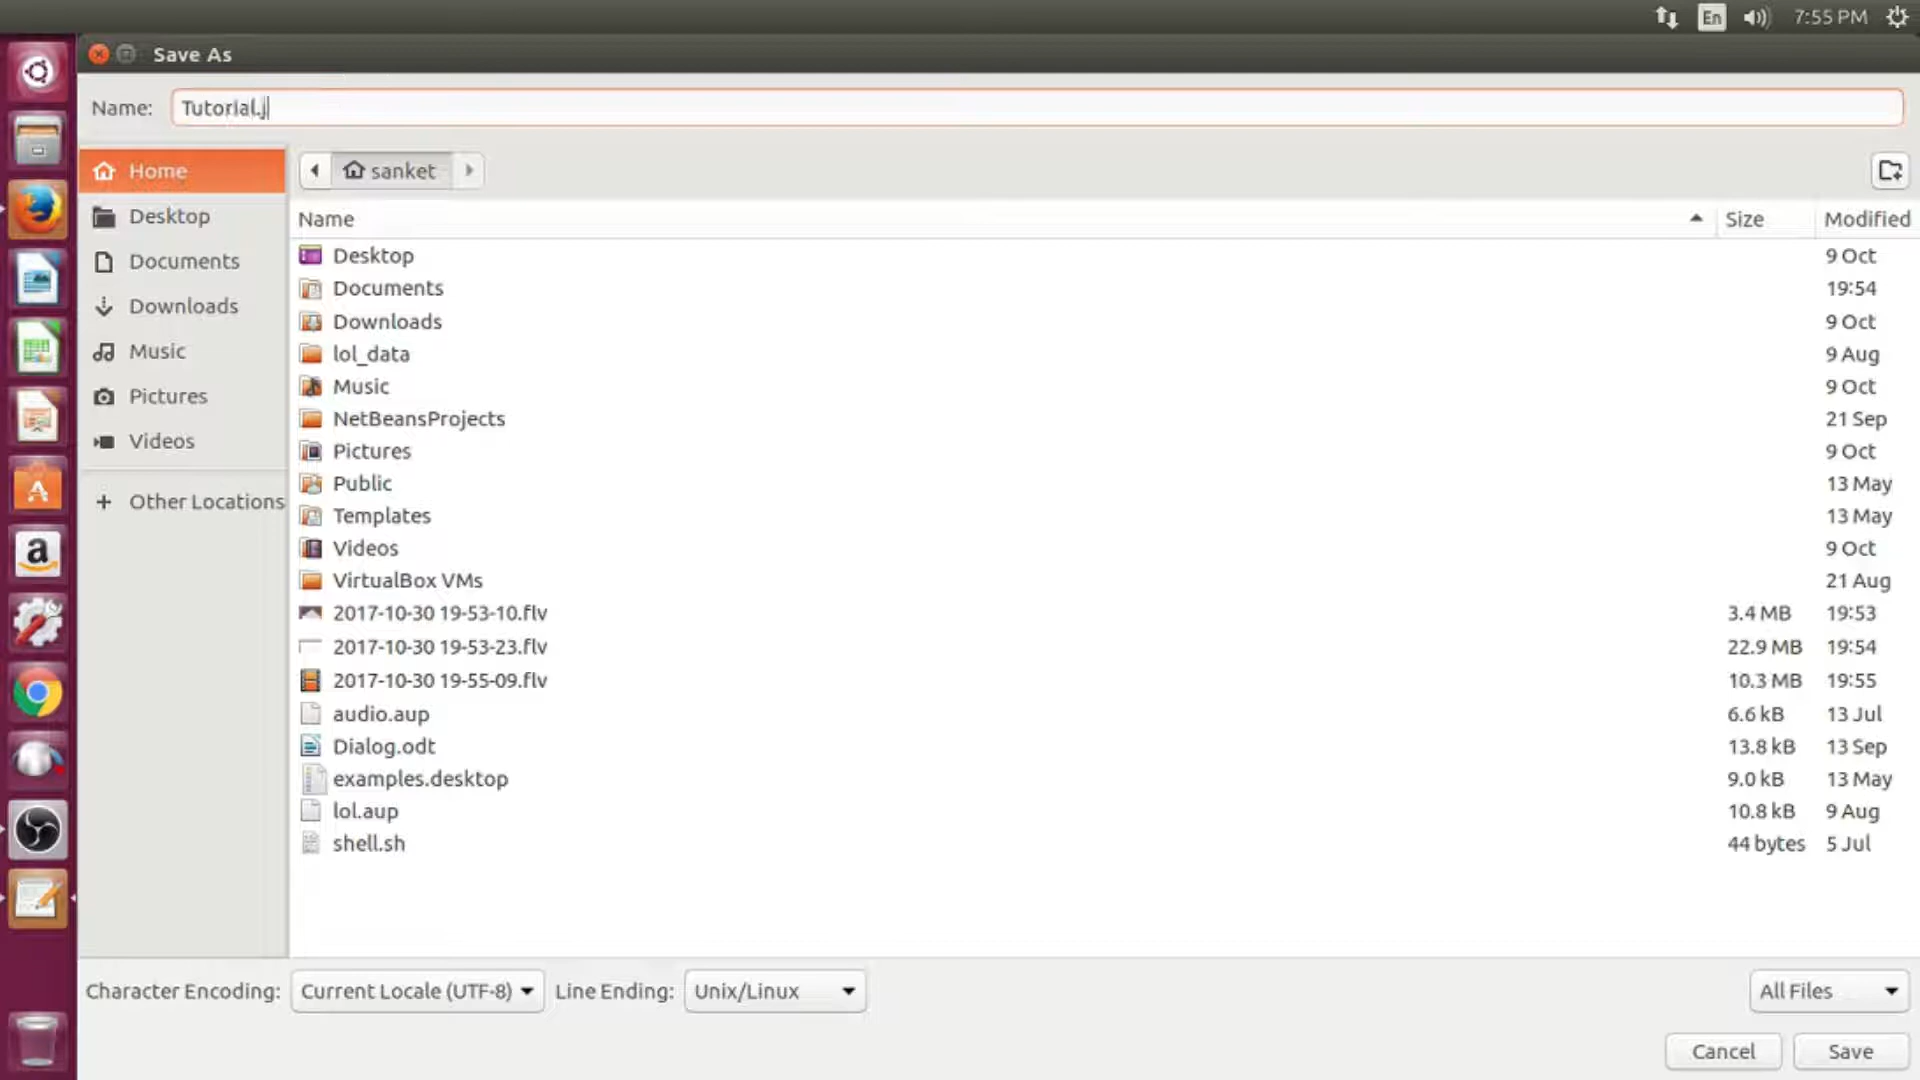 En 7:55 PM
Save As
Name: Tutorial.j
Home
Desktop
Documents
Downloads
Music
Pictures
Videos
+ Other Locations
sanket
Name Size Modified
Desktop 9 Oct
Documents 19:54
Downloads 9 Oct
lol_data 9 Aug
Music 9 Oct
NetBeansProjects 21 Sep
Pictures 9 Oct
Public 13 May
Templates 13 May
Videos 9 Oct
VirtualBox VMs 21 Aug
2017-10-30 19-53-10.flv 3.4 MB 19:53
2017-10-30 19-53-23.flv 22.9 MB 19:54
2017-10-30 19-55-09.flv 10.3 MB 19:55
audio.aup 6.6 kB 13 Jul
Dialog.odt 13.8 kB 13 Sep
examples.desktop 9.0 kB 13 May
lol.aup 10.8 kB 9 Aug
shell.sh 44 bytes 5 Jul
Character Encoding: Current Locale (UTF-8) Line Ending: Unix/Linux All Files
Cancel Save